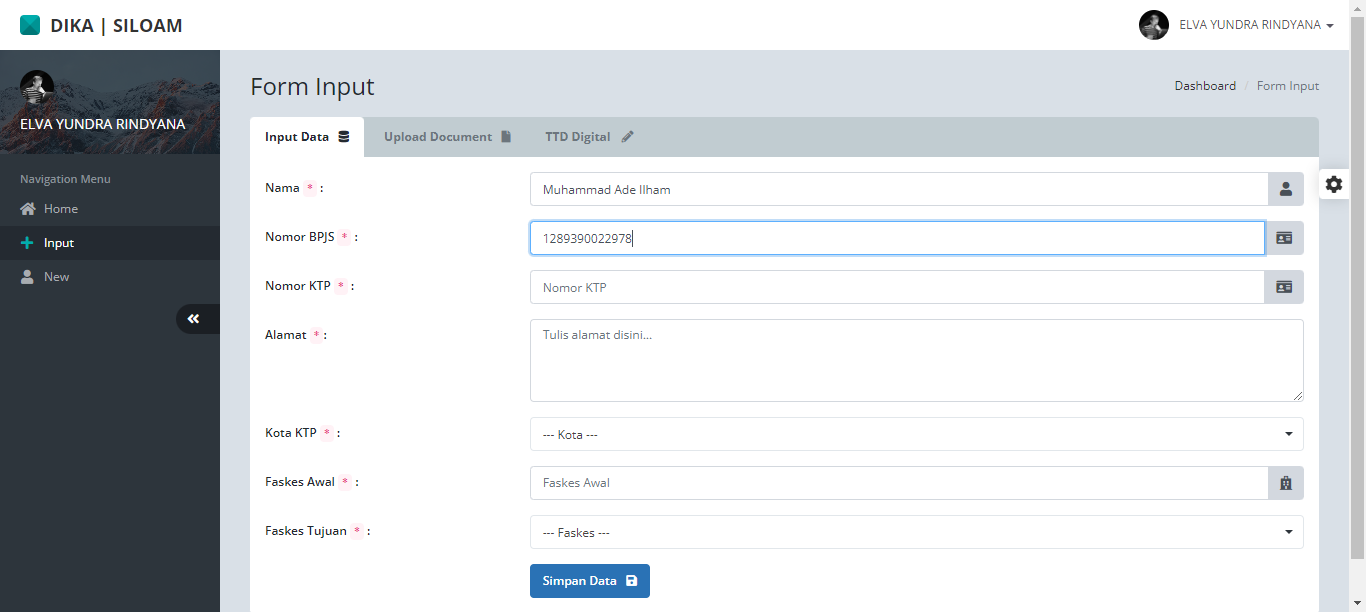 DIKA | SILOAM
ELVA YUNDRA RINDYANA
ELVA YUNDRA RINDYANA
Navigation Menu
Home
Input
New
Form Input
Dashboard / Form Input
Input Data
Upload Document
TTD Digital
Nama * :
Muhammad Ade Ilham
Nomor BPJS * :
1289390022978
Nomor KTP * :
Nomor KTP
Alamat * :
Tulis alamat disini...
Kota KTP * :
--- Kota ---
Faskes Awal * :
Faskes Awal
Faskes Tujuan * :
--- Faskes ---
Simpan Data